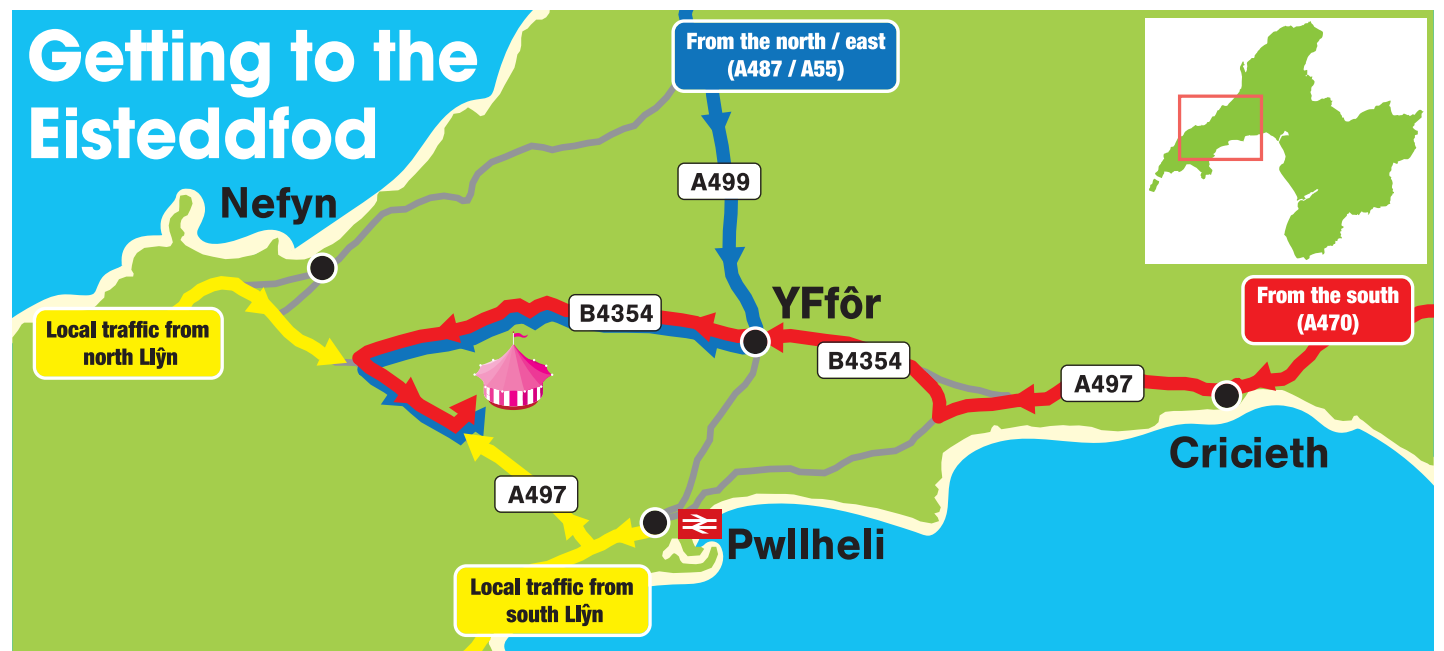 Getting to the
Eisteddfod
From the north / east
(A487 / A55)
A499
Nefyn
YFfôr
B4354
From the south
(A470)
Local traffic from
north Llŷn
B4354
A497
Cricieth
A497
Pwllheli
Local traffic from
south Llŷn